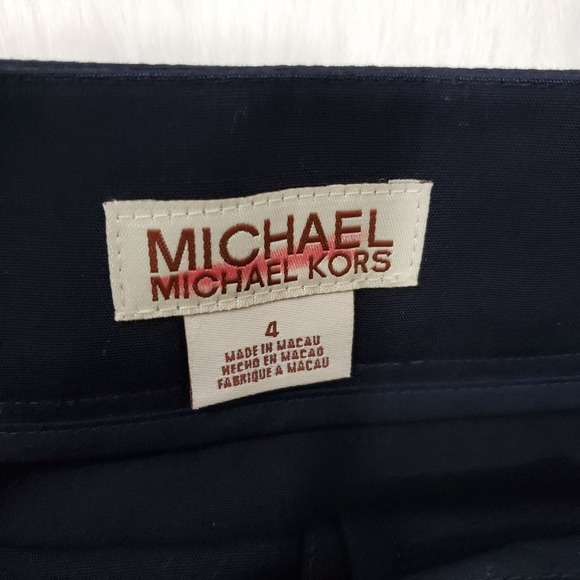 MICHAEL
MICHAEL KORS
4
MADE IN MACAU
HECHO EN MACAO
FABRIQUE A MACAU